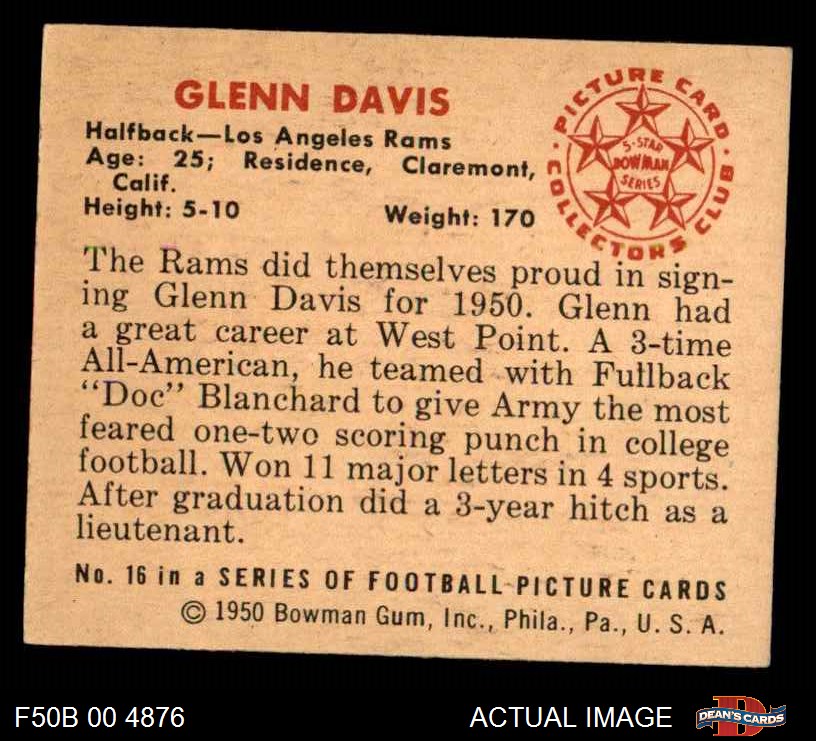 GLENN DAVIS
Halfback—Los Angeles Rams
Age: 25; Residence, Claremont,
Calif.
Height: 5-10 Weight: 170
PICTURE CARD
COLLECTORS CLUB
5-STAR
BOWMAN
SERIES
The Rams did themselves proud in sign-
ing Glenn Davis for 1950. Glenn had
a great career at West Point. A 3-time
All-American, he teamed with Fullback
"Doc" Blanchard to give Army the most
feared one-two scoring punch in college
football. Won 11 major letters in 4 sports.
After graduation did a 3-year hitch as a
lieutenant.
No. 16 in a SERIES OF FOOTBALL PICTURE CARDS
© 1950 Bowman Gum, Inc., Phila., Pa., U. S. A.
F50B 00 4876 ACTUAL IMAGE
D
DEAN'S CARDS